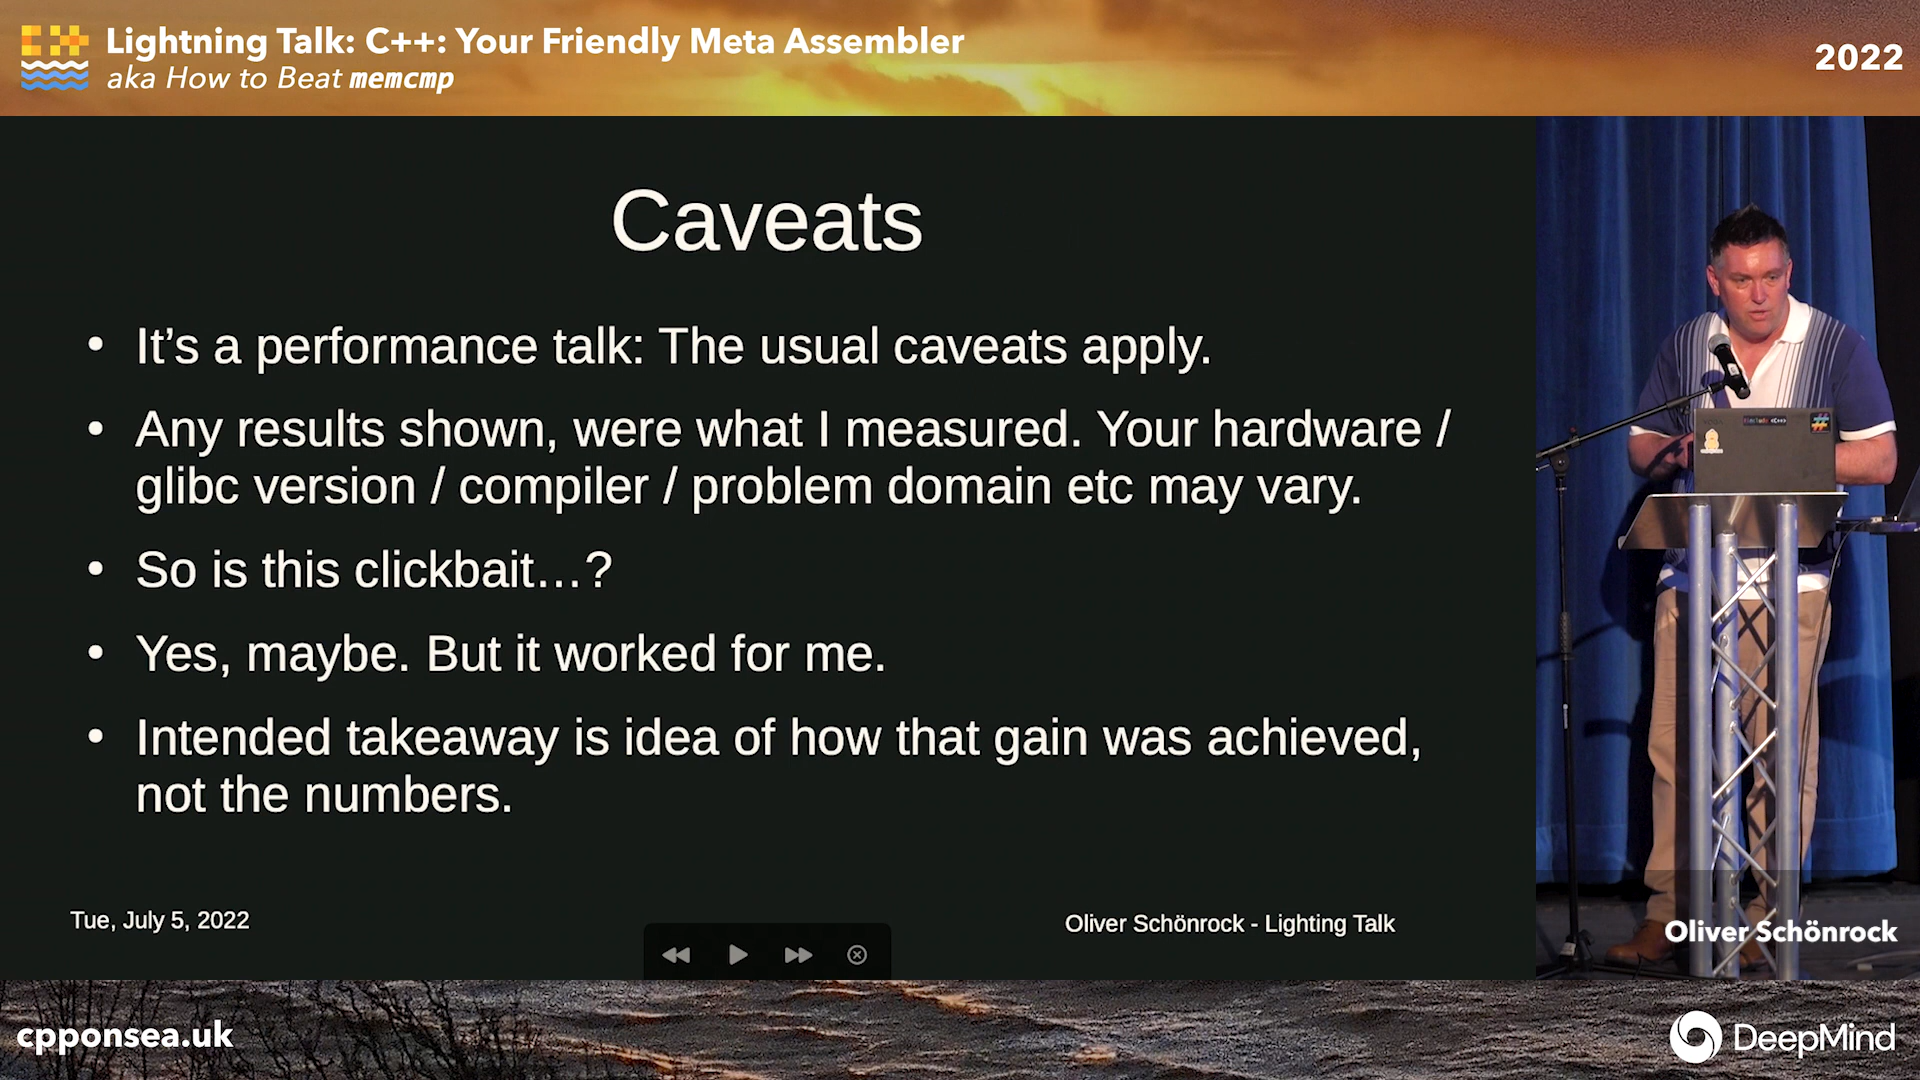 Lightning Talk: C++: Your Friendly Meta Assembler
aka How to Beat memcmp
2022
Caveats
• It’s a performance talk: The usual caveats apply.
• Any results shown, were what I measured. Your hardware /
glibc version / compiler / problem domain etc may vary.
• So is this clickbait…?
• Yes, maybe. But it worked for me.
• Intended takeaway is idea of how that gain was achieved,
not the numbers.
Tue, July 5, 2022
Oliver Schönrock - Lighting Talk
Oliver Schönrock
cpponsea.uk
DeepMind